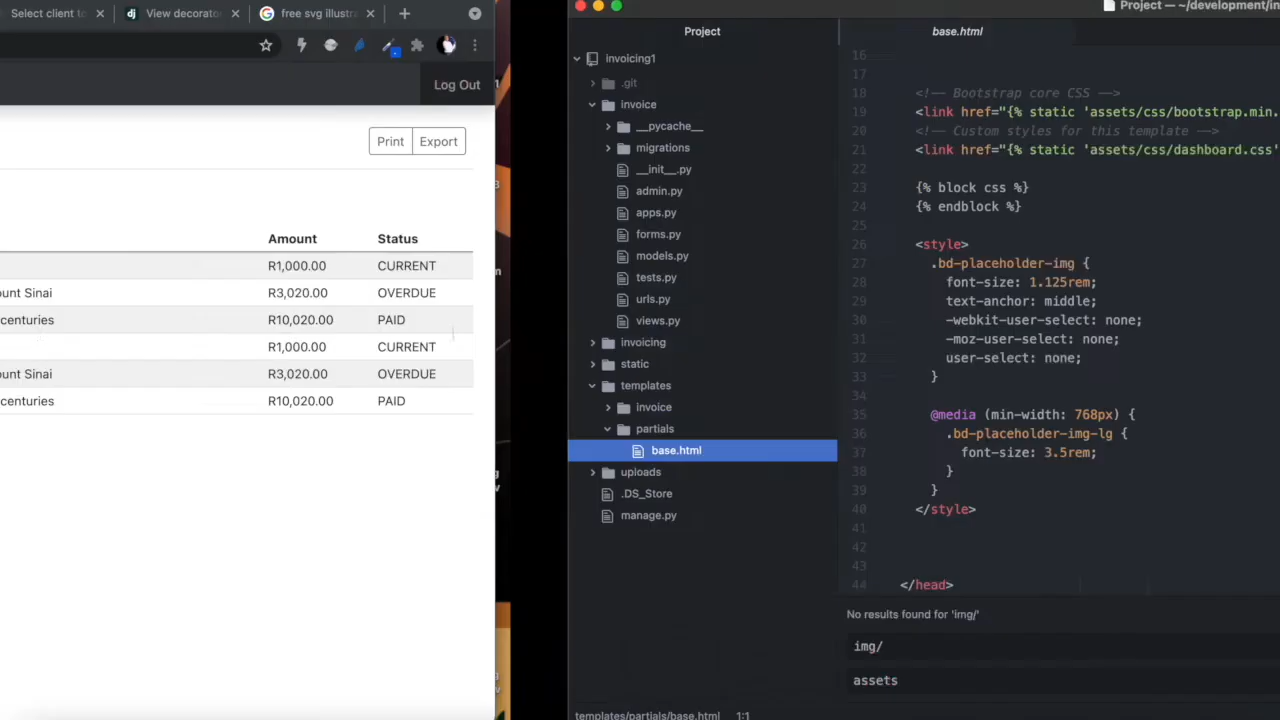 Select client to
View decorato
free svg illustra
Log Out
Print
Export
Amount Status
R1,000.00 CURRENT
ount Sinai R3,020.00 OVERDUE
centuries R10,020.00 PAID
R1,000.00 CURRENT
ount Sinai R3,020.00 OVERDUE
centuries R10,020.00 PAID
Project — ~/development/in
Project
invoicing1
.git
invoice
__pycache__
migrations
__init__.py
admin.py
apps.py
forms.py
models.py
tests.py
urls.py
views.py
invoicing
static
templates
invoice
partials
base.html
uploads
.DS_Store
manage.py
base.html
16
17
18 <!-- Bootstrap core CSS -->
19 <link href="{% static 'assets/css/bootstrap.min.
20 <!-- Custom styles for this template -->
21 <link href="{% static 'assets/css/dashboard.css'
22
23 {% block css %}
24 {% endblock %}
25
26 <style>
27 .bd-placeholder-img {
28 font-size: 1.125rem;
29 text-anchor: middle;
30 -webkit-user-select: none;
31 -moz-user-select: none;
32 user-select: none;
33 }
34
35 @media (min-width: 768px) {
36 .bd-placeholder-img-lg {
37 font-size: 3.5rem;
38 }
39 }
40 </style>
41
42
43
44 </head>
No results found for 'img/'
img/
assets
templates/partials/base.html 1:1